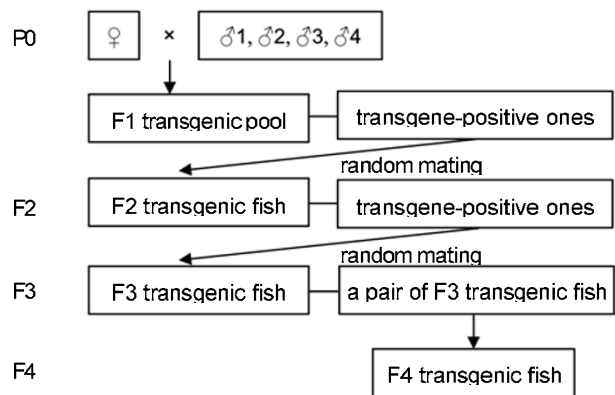 P0 ♀ × ♂1, ♂2, ♂3, ♂4
F1 transgenic pool transgene-positive ones
random mating
F2 F2 transgenic fish transgene-positive ones
random mating
F3 F3 transgenic fish a pair of F3 transgenic fish
F4 F4 transgenic fish